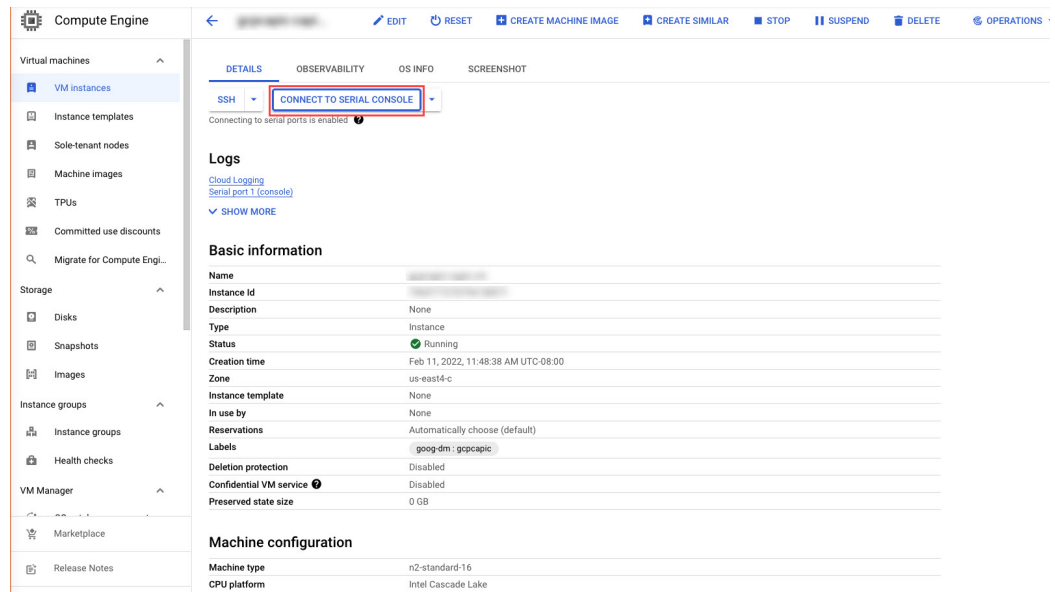 Compute Engine
EDIT
RESET
CREATE MACHINE IMAGE
CREATE SIMILAR
STOP
SUSPEND
DELETE
OPERATIONS
Virtual machines
VM instances
Instance templates
Sole-tenant nodes
Machine images
TPUs
Committed use discounts
Migrate for Compute Engi...
Storage
Disks
Snapshots
Images
Instance groups
Instance groups
Health checks
VM Manager
Marketplace
Release Notes
DETAILS OBSERVABILITY OS INFO SCREENSHOT
SSH CONNECT TO SERIAL CONSOLE
Connecting to serial ports is enabled
Logs
Cloud Logging
Serial port 1 (console)
SHOW MORE
Basic information
Name
Instance Id
Description None
Type Instance
Status Running
Creation time Feb 11, 2022, 11:48:38 AM UTC-08:00
Zone us-east4-c
Instance template None
In use by None
Reservations Automatically choose (default)
Labels goog-dm : gcpcapic
Deletion protection Disabled
Confidential VM service Disabled
Preserved state size 0 GB
Machine configuration
Machine type n2-standard-16
CPU platform Intel Cascade Lake